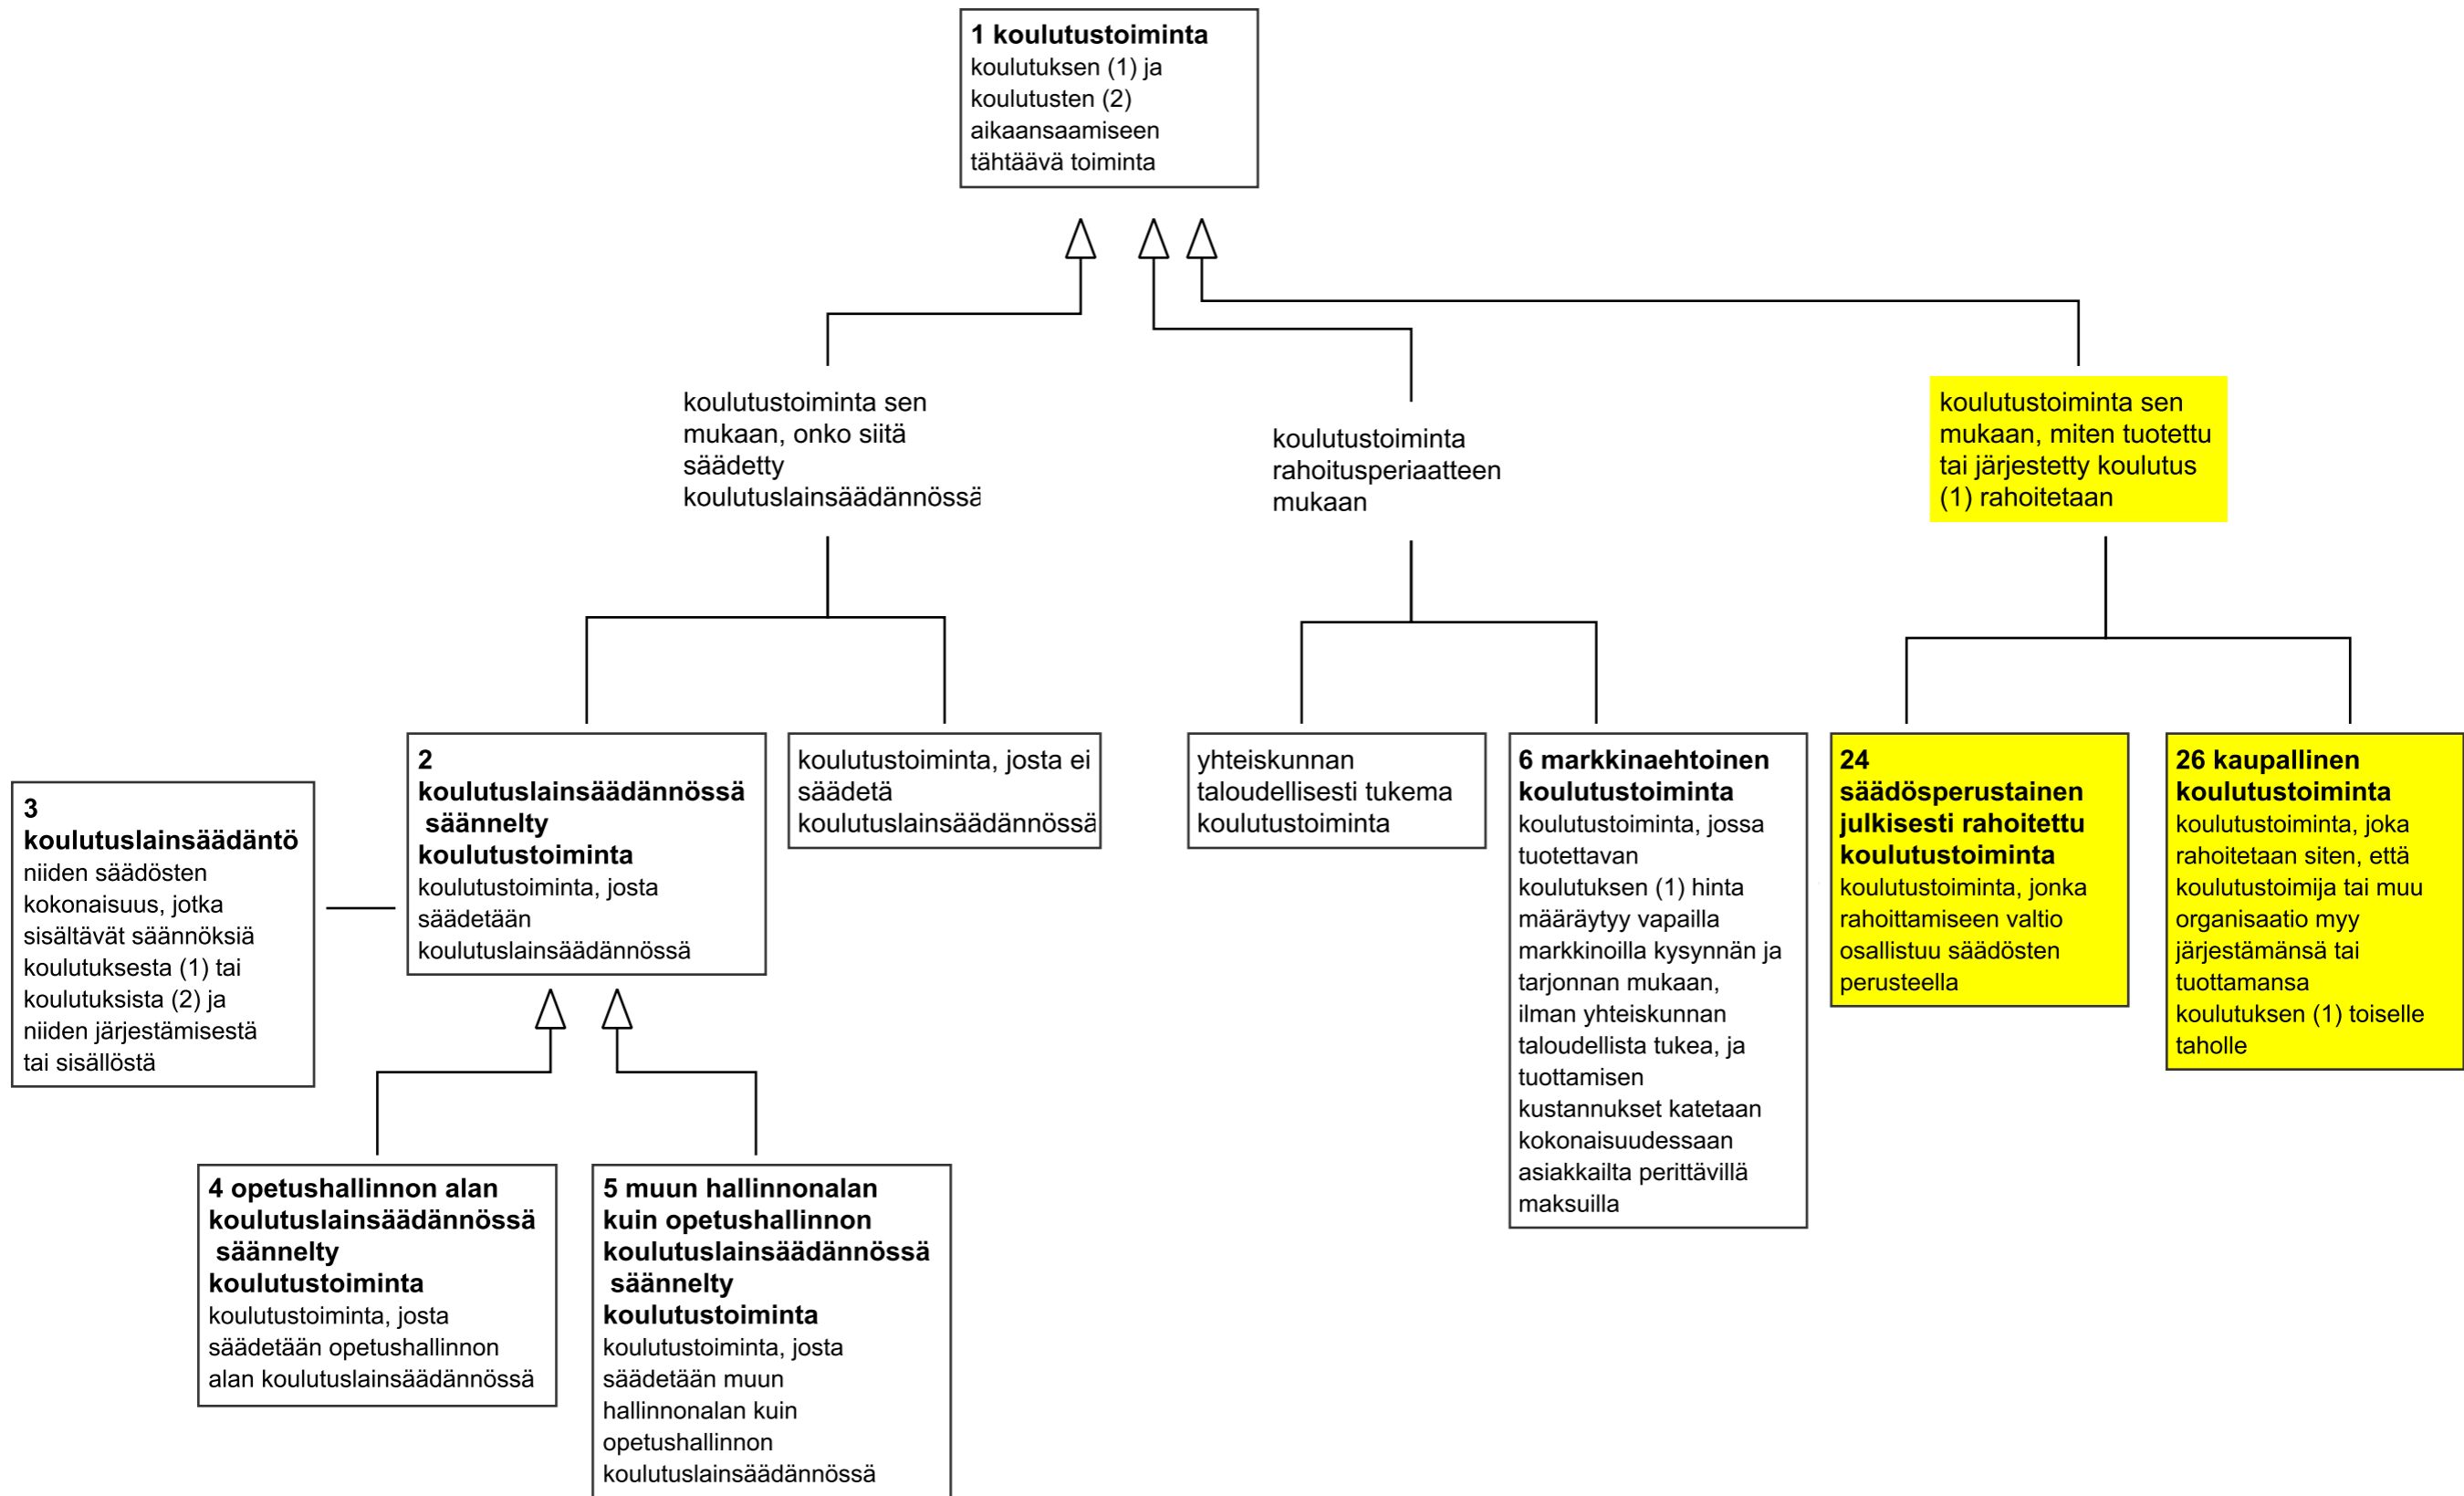 1 koulutustoiminta
koulutuksen (1) ja
koulutusten (2)
aikaansaamiseen
tähtäävä toiminta
koulutustoiminta sen
mukaan, onko siitä
säädetty
koulutuslainsäädännössä
koulutustoiminta
rahoitusperiaatteen
mukaan
koulutustoiminta sen
mukaan, miten tuotettu
tai järjestetty koulutus
(1) rahoitetaan
3
koulutuslainsäädäntö
niiden säädösten
kokonaisuus, jotka
sisältävät säännöksiä
koulutuksesta (1) tai
koulutuksista (2) ja
niiden järjestämisestä
tai sisällöstä
2
koulutuslainsäädännössä
säännelty
koulutustoiminta
koulutustoiminta, josta
säädetään
koulutuslainsäädännössä
koulutustoiminta, josta ei
säädetä
koulutuslainsäädännössä
yhteiskunnan
taloudellisesti tukema
koulutustoiminta
6 markkinaehtoinen
koulutustoiminta
koulutustoiminta, jossa
tuotettavan
koulutuksen (1) hinta
määräytyy vapailla
markkinoilla kysynnän ja
tarjonnan mukaan,
ilman yhteiskunnan
taloudellista tukea, ja
tuottamisen
kustannukset katetaan
kokonaisuudessaan
asiakkailta perittävillä
maksuilla
24
säädösperustainen
julkisesti rahoitettu
koulutustoiminta
koulutustoiminta, jonka
rahoittamiseen valtio
osallistuu säädösten
perusteella
26 kaupallinen
koulutustoiminta
koulutustoiminta, joka
rahoitetaan siten, että
koulutustoimija tai muu
organisaatio myy
järjestämänsä tai
tuottamansa
koulutuksen (1) toiselle
taholle
4 opetushallinnon alan
koulutuslainsäädännössä
säännelty
koulutustoiminta
koulutustoiminta, josta
säädetään opetushallinnon
alan koulutuslainsäädännössä
5 muun hallinnonalan
kuin opetushallinnon
koulutuslainsäädännössä
säännelty
koulutustoiminta
koulutustoiminta, josta
säädetään muun
hallinnonalan kuin
opetushallinnon
koulutuslainsäädännössä